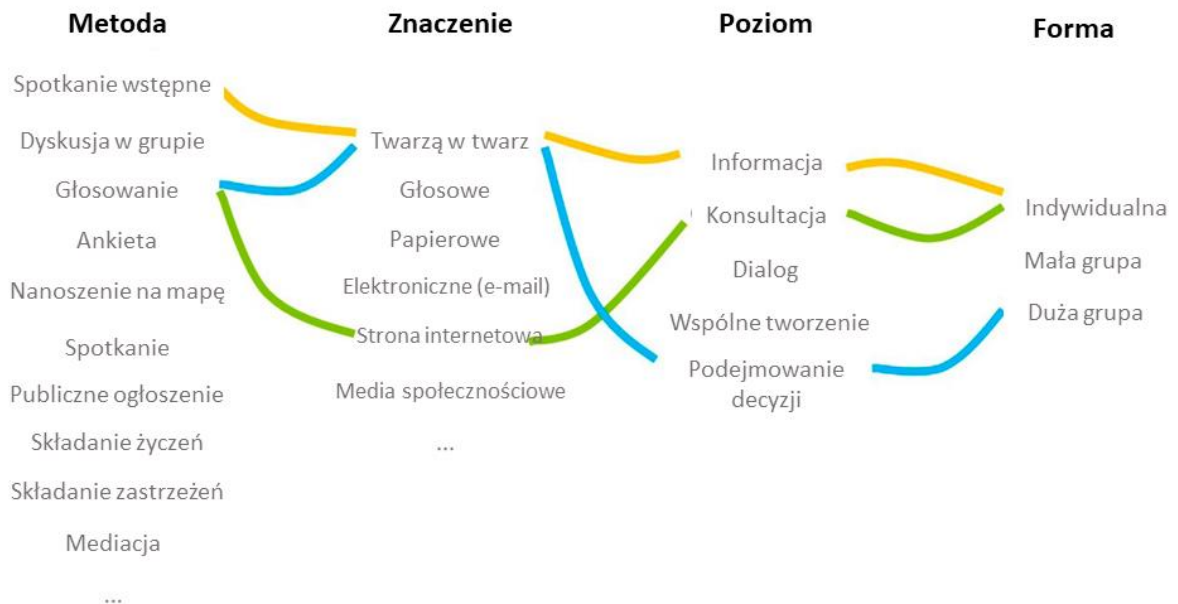 Metoda
Spotkanie wstępne
Dyskusja w grupie
Głosowanie
Ankieta
Nanoszenie na mapę
Spotkanie
Publiczne ogłoszenie
Składanie życzeń
Składanie zastrzeżeń
Mediacja
...
Znaczenie
Twarzą w twarz
Głosowe
Papierowe
Elektroniczne (e-mail)
Strona internetowa
Media społecznościowe
...
Poziom
Informacja
Konsultacja
Dialog
Wspólne tworzenie
Podejmowanie
decyzji
Forma
Indywidualna
Mała grupa
Duża grupa